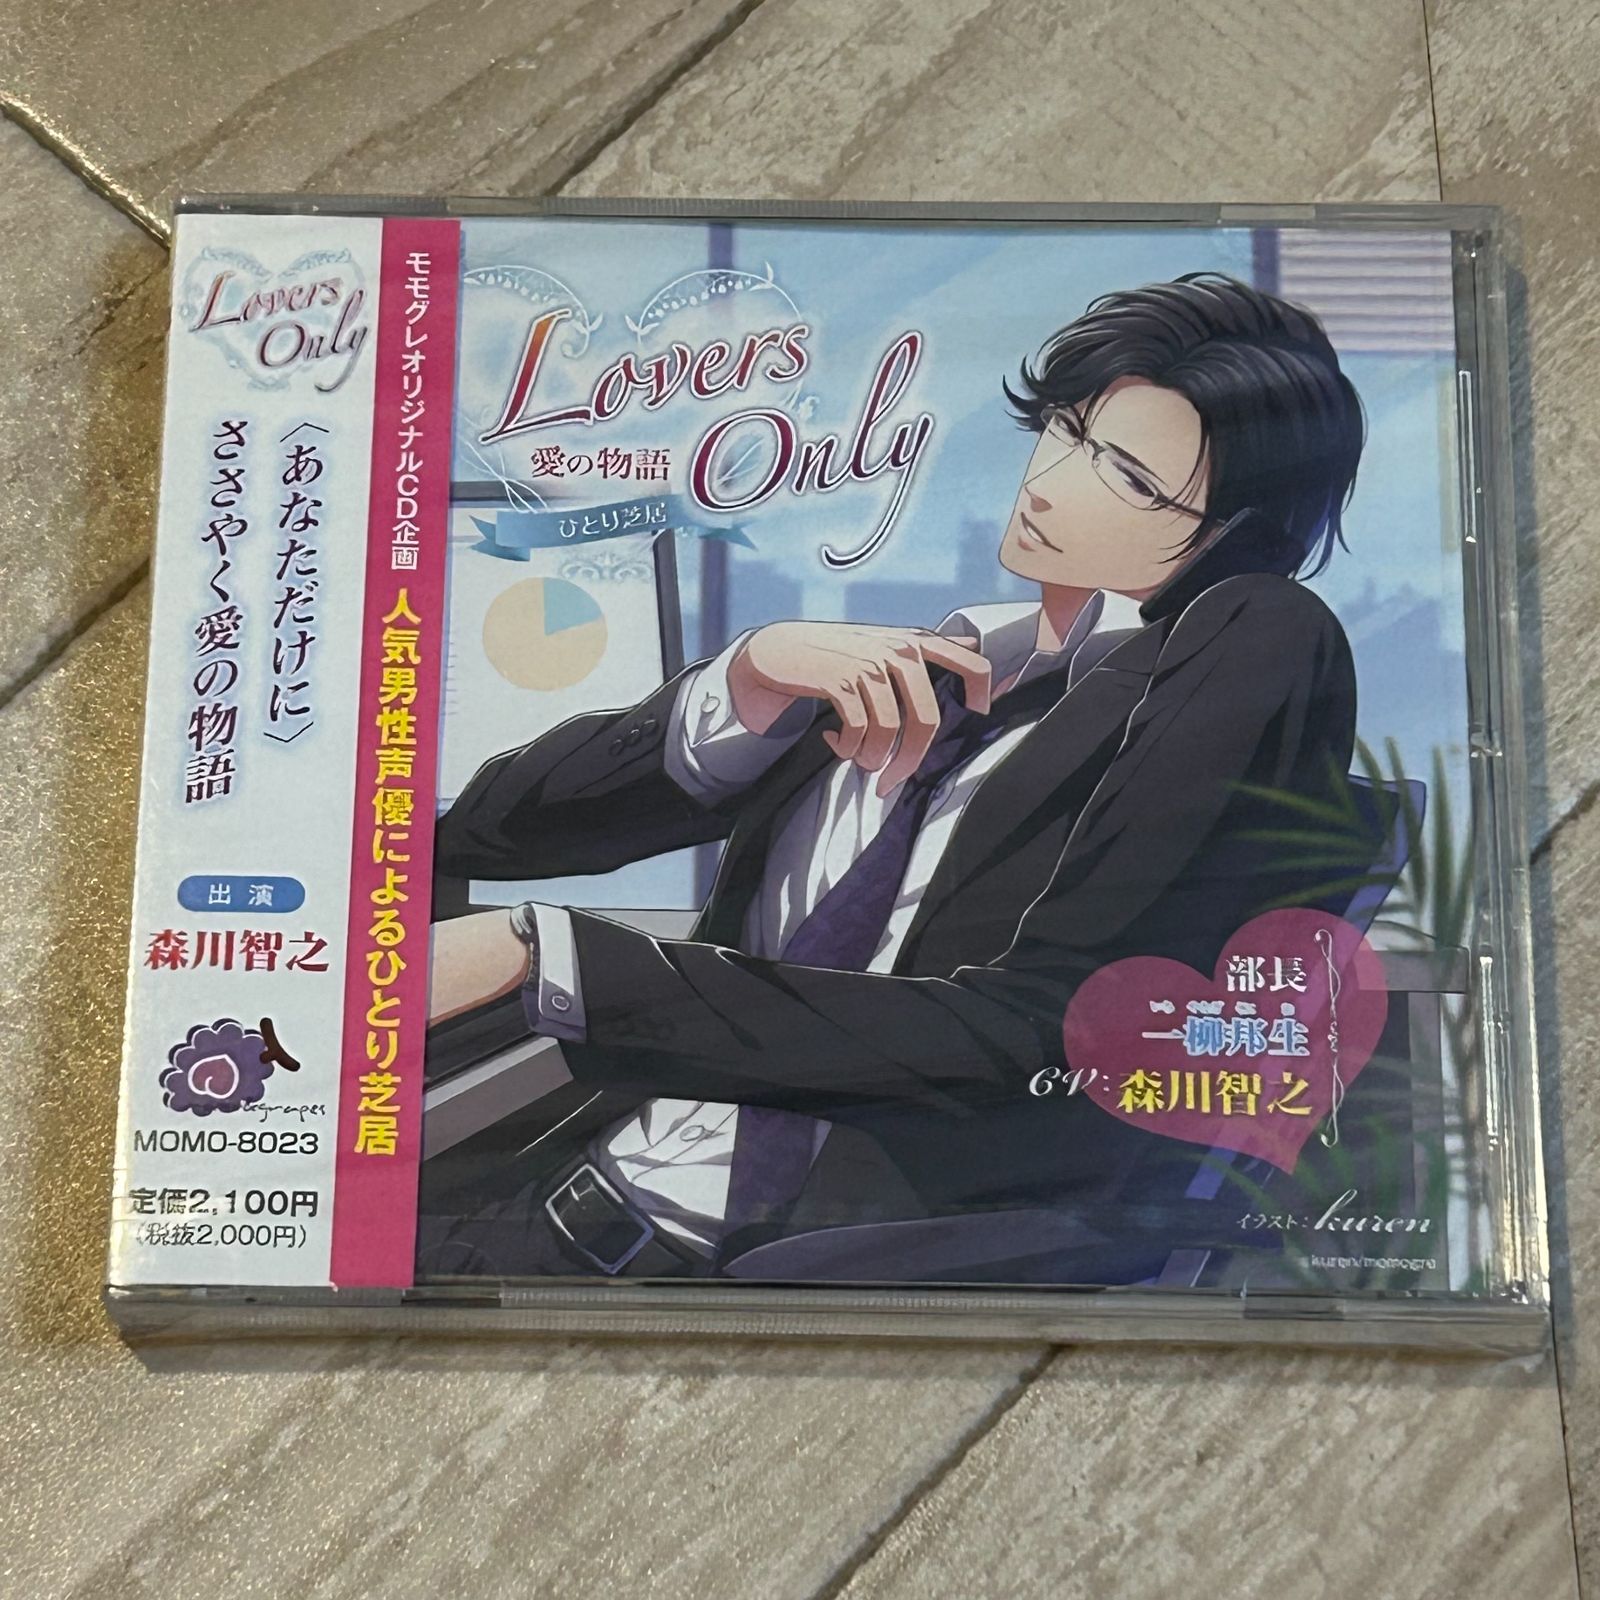 Lovers
Only
〈あなただけに〉
ささやく愛の物語
出演
森川智之
MOMO-8023
定価2,100円
(税抜2,000円)
モモグレオリジナルCD企画
人気男性声優によるひとり芝居
Lovers
Only
愛の物語
ひとり芝居
部長
一柳邦生
CV:森川智之
イラスト:kuren
kuren/momogre